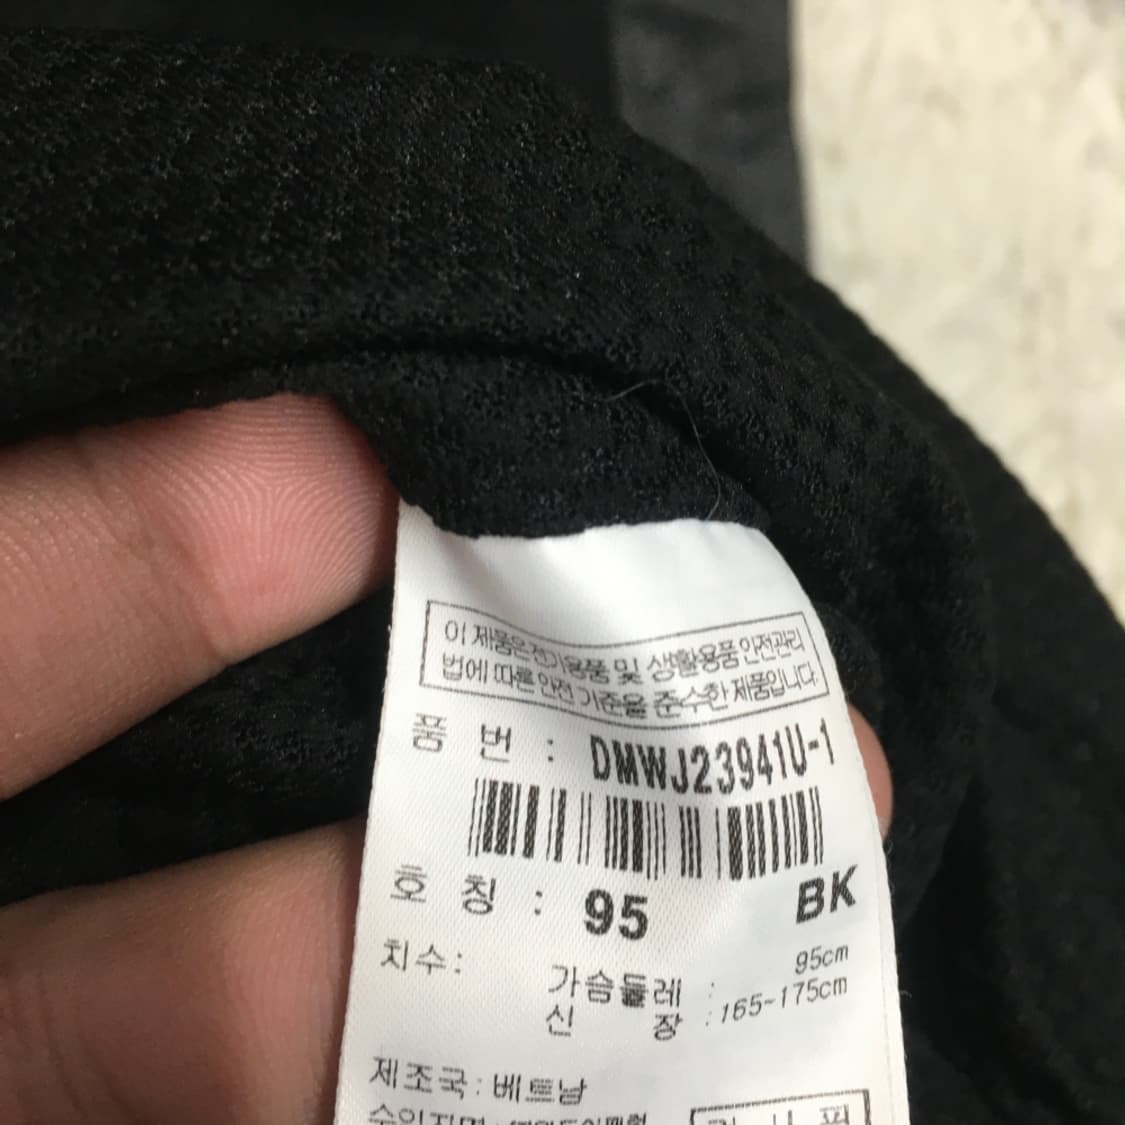 이 제품은 전기용품 및 생활용품 안전관리
법에 따른 안전 기준을 준수한 제품입니다.
품 번 : DMWJ23941U-1
호 칭 : 95 BK
치수: 가슴둘레 : 95cm
신 장 : 165~175cm
제조국 : 베트남